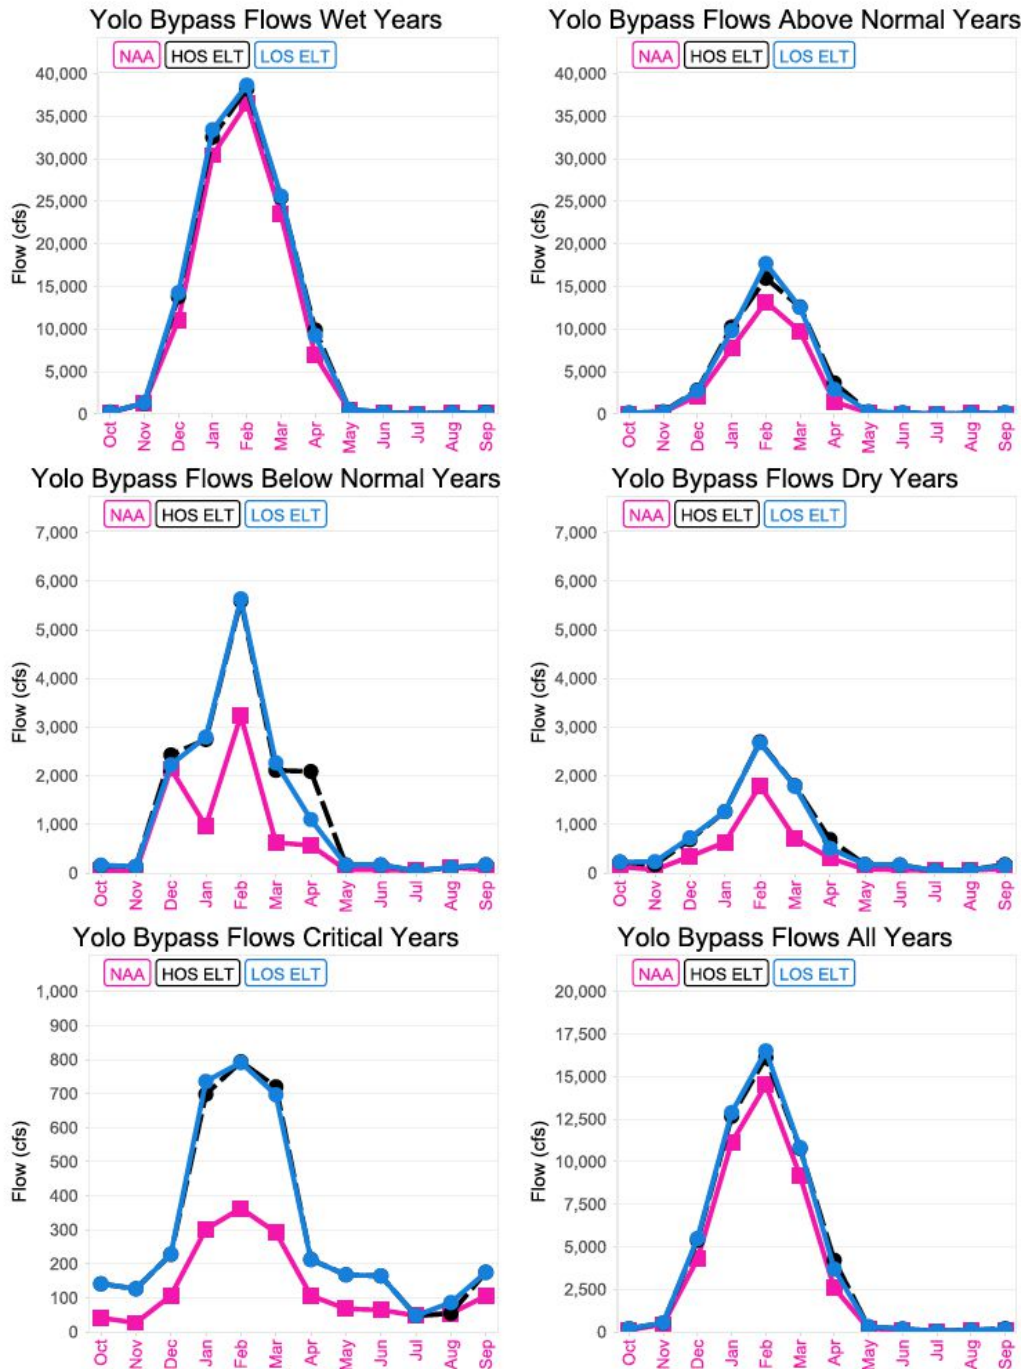 Yolo Bypass Flows Wet Years
NAA HOS ELT LOS ELT
Flow (cfs)
40,000
35,000
30,000
25,000
20,000
15,000
10,000
5,000
0
Oct Nov Dec Jan Feb Mar Apr May Jun Jul Aug Sep
Yolo Bypass Flows Above Normal Years
NAA HOS ELT LOS ELT
Flow (cfs)
40,000
35,000
30,000
25,000
20,000
15,000
10,000
5,000
0
Oct Nov Dec Jan Feb Mar Apr May Jun Jul Aug Sep
Yolo Bypass Flows Below Normal Years
NAA HOS ELT LOS ELT
Flow (cfs)
7,000
6,000
5,000
4,000
3,000
2,000
1,000
0
Oct Nov Dec Jan Feb Mar Apr May Jun Jul Aug Sep
Yolo Bypass Flows Dry Years
NAA HOS ELT LOS ELT
Flow (cfs)
7,000
6,000
5,000
4,000
3,000
2,000
1,000
0
Oct Nov Dec Jan Feb Mar Apr May Jun Jul Aug Sep
Yolo Bypass Flows Critical Years
NAA HOS ELT LOS ELT
Flow (cfs)
1,000
900
800
700
600
500
400
300
200
100
0
Oct Nov Dec Jan Feb Mar Apr May Jun Jul Aug Sep
Yolo Bypass Flows All Years
NAA HOS ELT LOS ELT
Flow (cfs)
20,000
17,500
15,000
12,500
10,000
7,500
5,000
2,500
0
Oct Nov Dec Jan Feb Mar Apr May Jun Jul Aug Sep